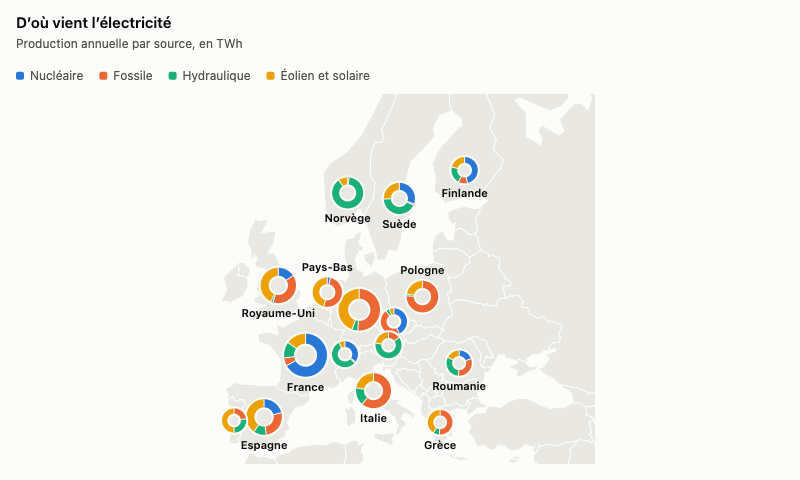 D’où vient l’électricité
Production annuelle par source, en TWh
Nucléaire
Fossile
Hydraulique
Éolien et solaire
Finlande
Norvège
Suède
Pays-Bas
Pologne
Royaume-Uni
France
Roumanie
Italie
Espagne
Grèce